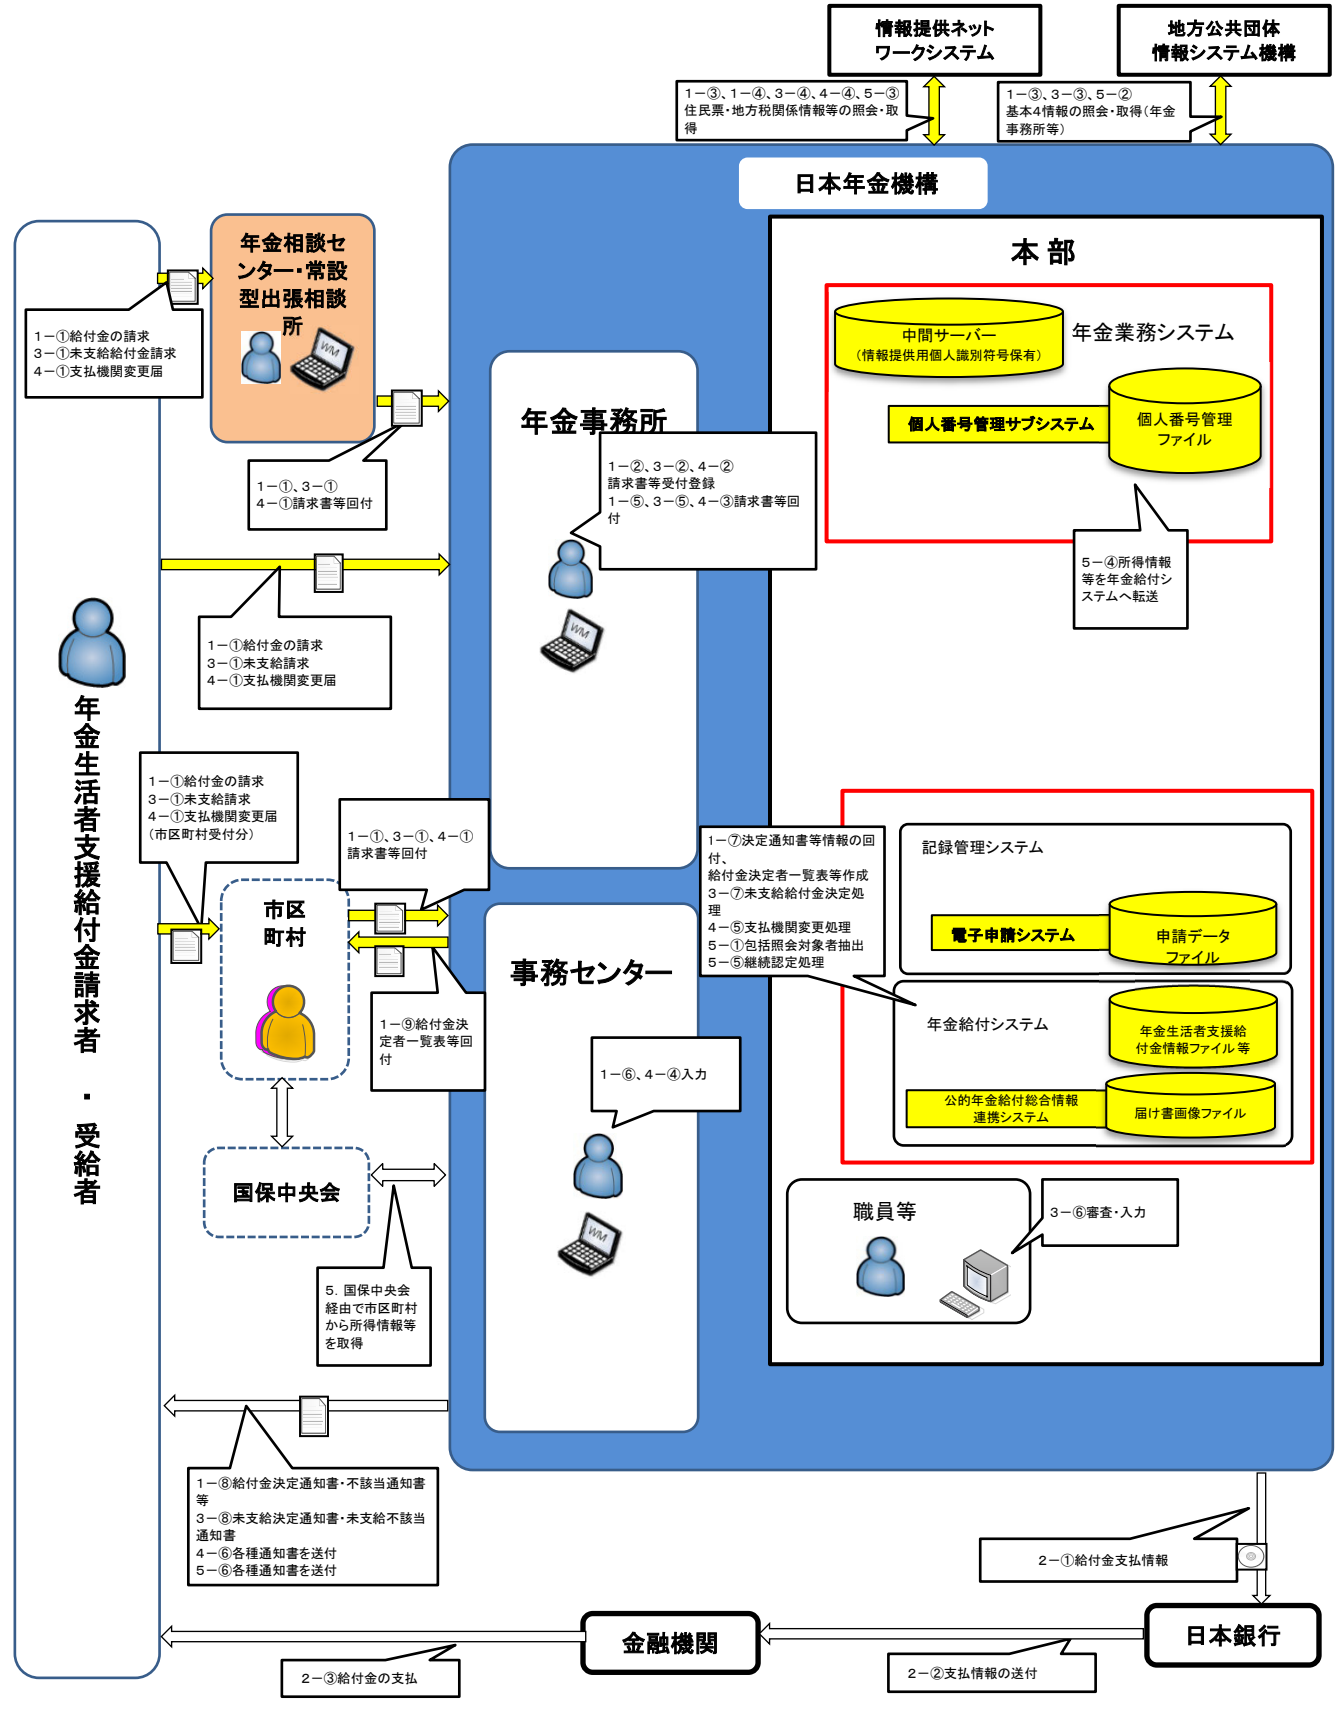 情報提供ネット
ワークシステム
地方公共団体
情報システム機構
1－③、1－④、3－④、4－④、5－③
住民票・地方税関係情報等の照会・取
得
1－③、3－③、5－②
基本4情報の照会・取得（年金
事務所等）
日本年金機構
本 部
年金相談セ
ンター・常設
型出張相談
所
1－①給付金の請求
3－①未支給給付金請求
4－①支払機関変更届
中間サーバー
（情報提供用個人識別符号保有）
年金業務システム
個人番号管理サブシステム
個人番号管理
ファイル
年金事務所
1－②、3－②、4－②
請求書等受付登録
1－⑤、3－⑤、4－③請求書等回
付
1－①、3－①
4－①請求書等回付
5－④所得情報
等を年金給付シ
ステムへ転送
1－①給付金の請求
3－①未支給請求
4－①支払機関変更届
年金生活者支援給付金請求者 ・ 受給者
1－①給付金の請求
3－①未支給請求
4－①支払機関変更届
（市区町村受付分）
1－①、3－①、4－①
請求書等回付
1－⑦決定通知書等情報の回
付、
給付金決定者一覧表等作成
3－⑦未支給給付金決定処
理
4－⑤支払機関変更処理
5－①包括照会対象者抽出
5－⑤継続認定処理
記録管理システム
電子申請システム
申請データ
ファイル
市区
町村
事務センター
1－⑨給付金決
定者一覧表等回
付
年金給付システム
年金生活者支援給
付金情報ファイル等
1－⑥、4－④入力
公的年金給付総合情報
連携システム
届け書画像ファイル
国保中央会
職員等
3－⑥審査・入力
5．国保中央会
経由で市区町村
から所得情報等
を取得
1－⑧給付金決定通知書・不該当通知書
等
3－⑧未支給決定通知書・未支給不該当
通知書
4－⑥各種通知書を送付
5－⑥各種通知書を送付
2－①給付金支払情報
金融機関
日本銀行
2－③給付金の支払
2－②支払情報の送付